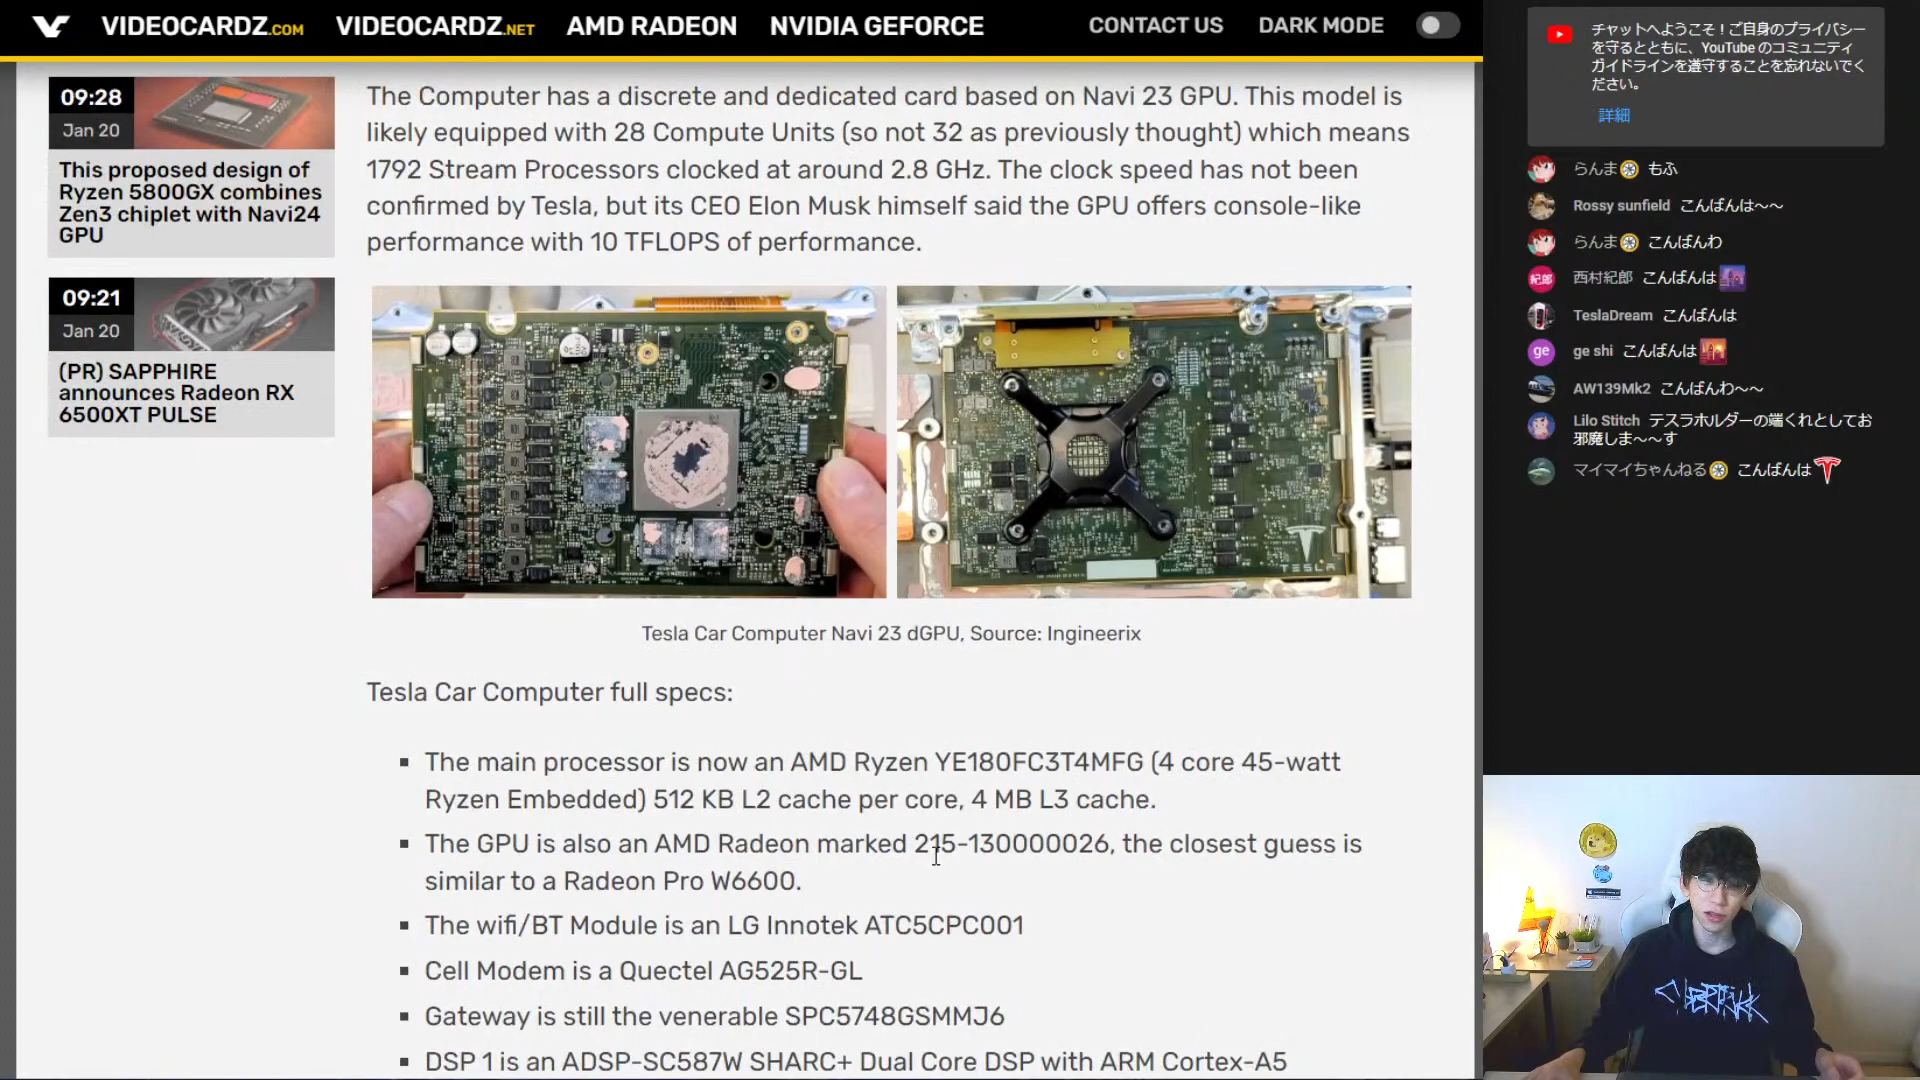 VIDEOCARDZ.COM VIDEOCARDZ.NET AMD RADEON NVIDIA GEFORCE CONTACT US DARK MODE
09:28
Jan 20
This proposed design of
Ryzen 5800GX combines
Zen3 chiplet with Navi24
GPU
09:21
Jan 20
(PR) SAPPHIRE
announces Radeon RX
6500XT PULSE
The Computer has a discrete and dedicated card based on Navi 23 GPU. This model is
likely equipped with 28 Compute Units (so not 32 as previously thought) which means
1792 Stream Processors clocked at around 2.8 GHz. The clock speed has not been
confirmed by Tesla, but its CEO Elon Musk himself said the GPU offers console-like
performance with 10 TFLOPS of performance.
TESLA
Tesla Car Computer Navi 23 dGPU, Source: Ingineerix
Tesla Car Computer full specs:
The main processor is now an AMD Ryzen YE180FC3T4MFG (4 core 45-watt
Ryzen Embedded) 512 KB L2 cache per core, 4 MB L3 cache.
The GPU is also an AMD Radeon marked 215-130000026, the closest guess is
similar to a Radeon Pro W6600.
The wifi/BT Module is an LG Innotek ATC5CPC001
Cell Modem is a Quectel AG525R-GL
Gateway is still the venerable SPC5748GSMMJ6
DSP 1 is an ADSP-SC587W SHARC+ Dual Core DSP with ARM Cortex-A5
チャットへようこそ！ご自身のプライバシー
を守るとともに、YouTube のコミュニティ
ガイドラインを遵守することを忘れないでく
ださい。
詳細
らんま もふ
Rossy sunfield こんばんは～～
らんま こんばんわ
紀郎 西村紀郎 こんばんは
TeslaDream こんばんは
ge ge shi こんばんは
AW139Mk2 こんばんわ～～
Lilo Stitch テスラホルダーの端くれとしてお
邪魔しま～～す
マイマイちゃんねる こんばんは